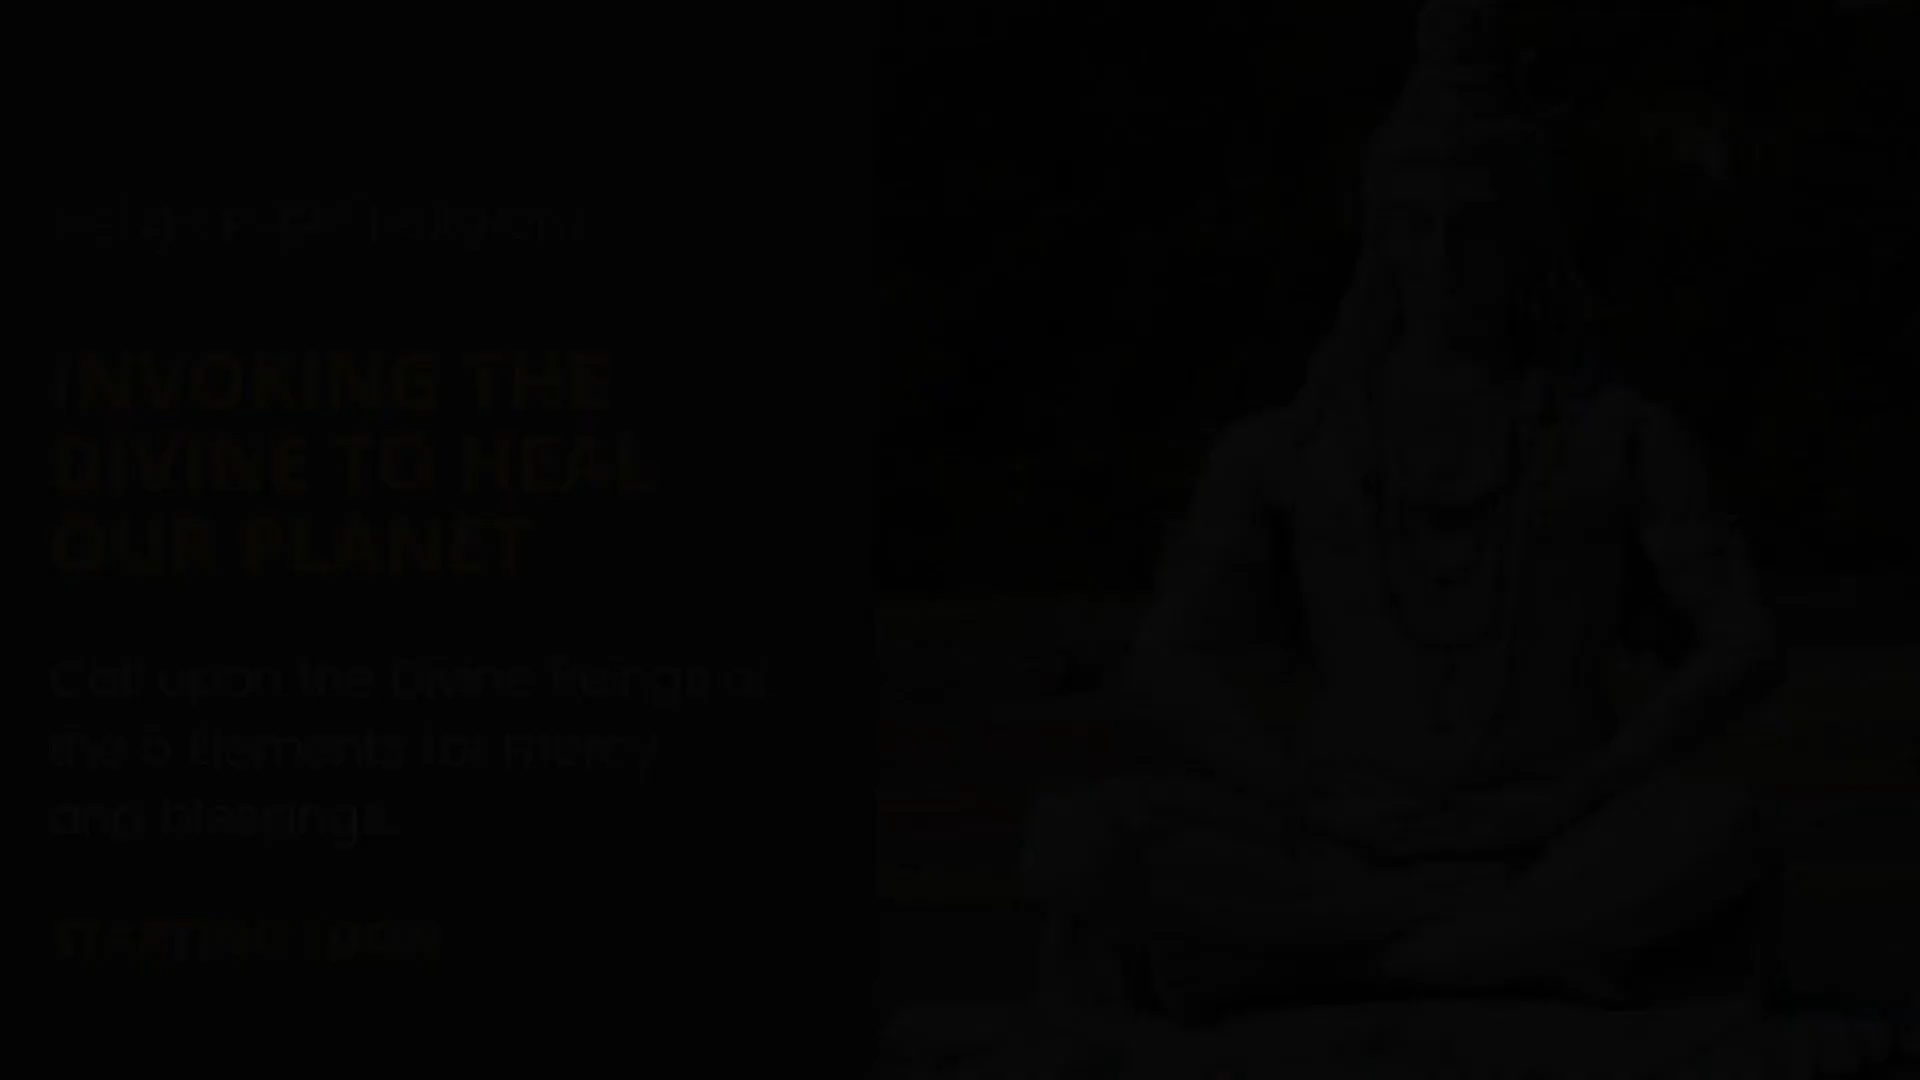 INVOKING THE
DIVINE TO HEAL
OUR PLANET
Call upon the Divine Beings of
the 5 Elements for mercy
and blessings.
STARTING SOON